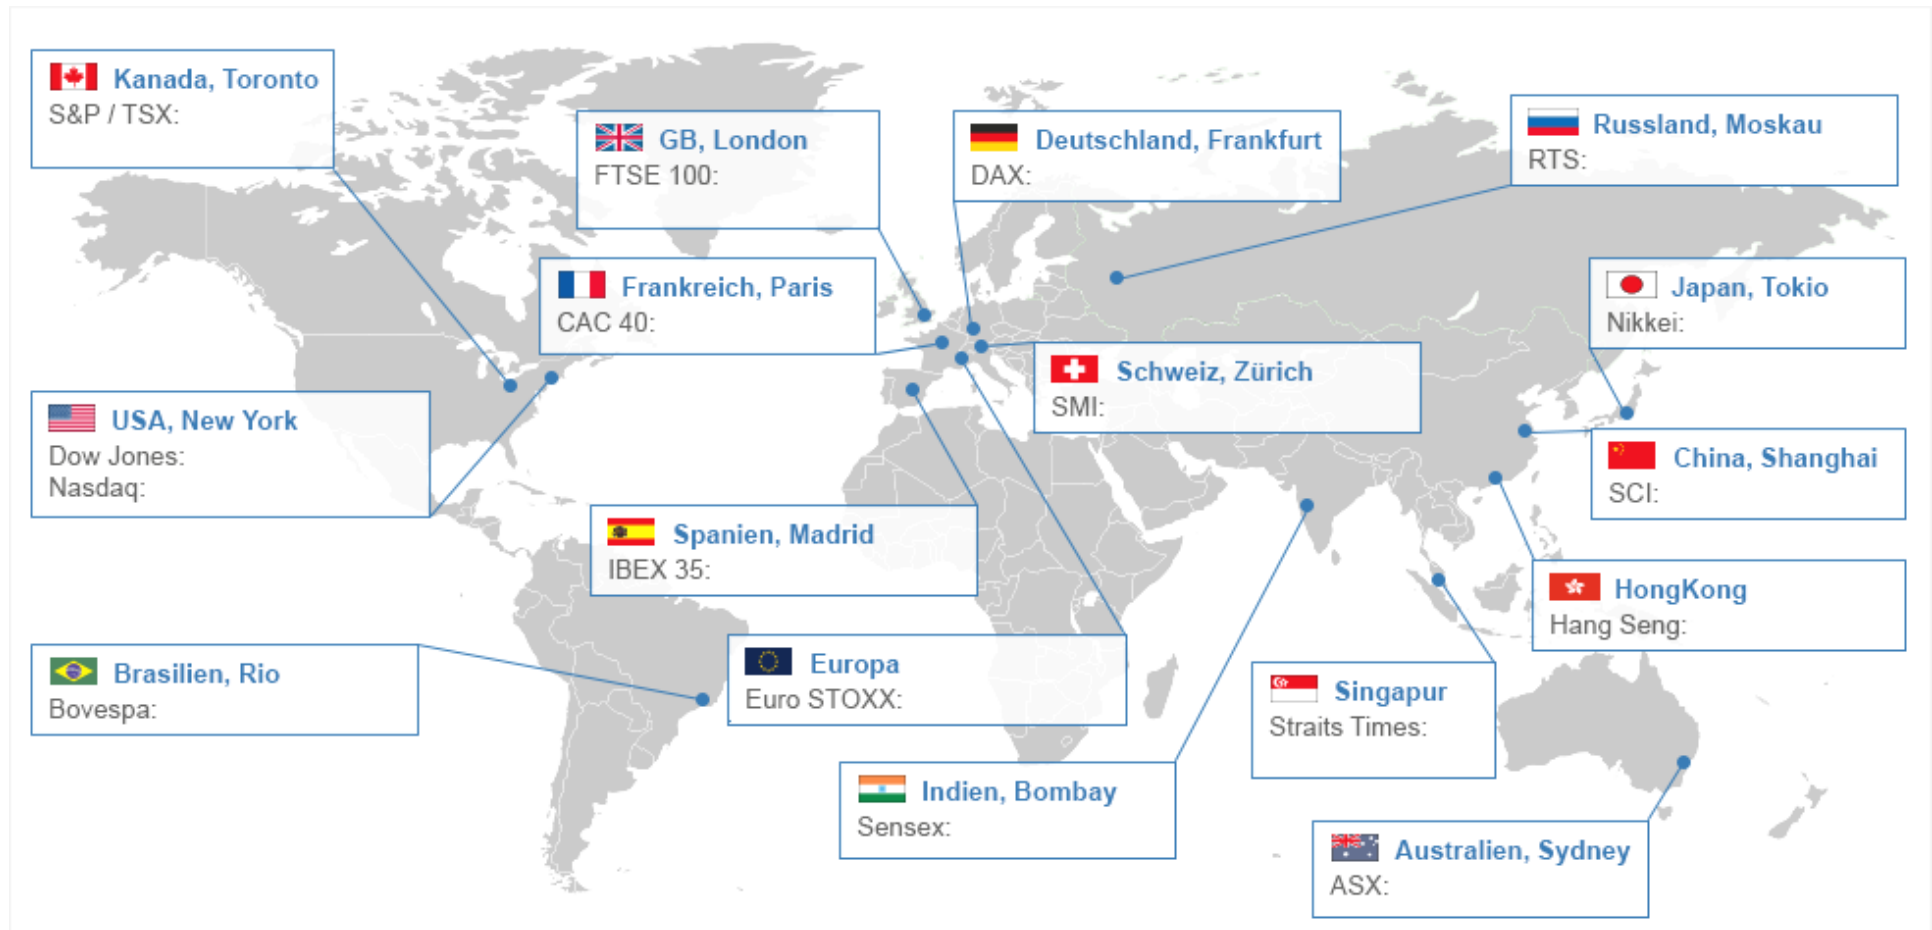 Kanada, Toronto
S&P / TSX:
GB, London
FTSE 100:
Deutschland, Frankfurt
DAX:
Russland, Moskau
RTS:
Frankreich, Paris
CAC 40:
Japan, Tokio
Nikkei:
Schweiz, Zürich
SMI:
USA, New York
Dow Jones:
Nasdaq:
China, Shanghai
SCI:
Spanien, Madrid
IBEX 35:
HongKong
Hang Seng:
Brasilien, Rio
Bovespa:
Europa
Euro STOXX:
Singapur
Straits Times:
Indien, Bombay
Sensex:
Australien, Sydney
ASX: